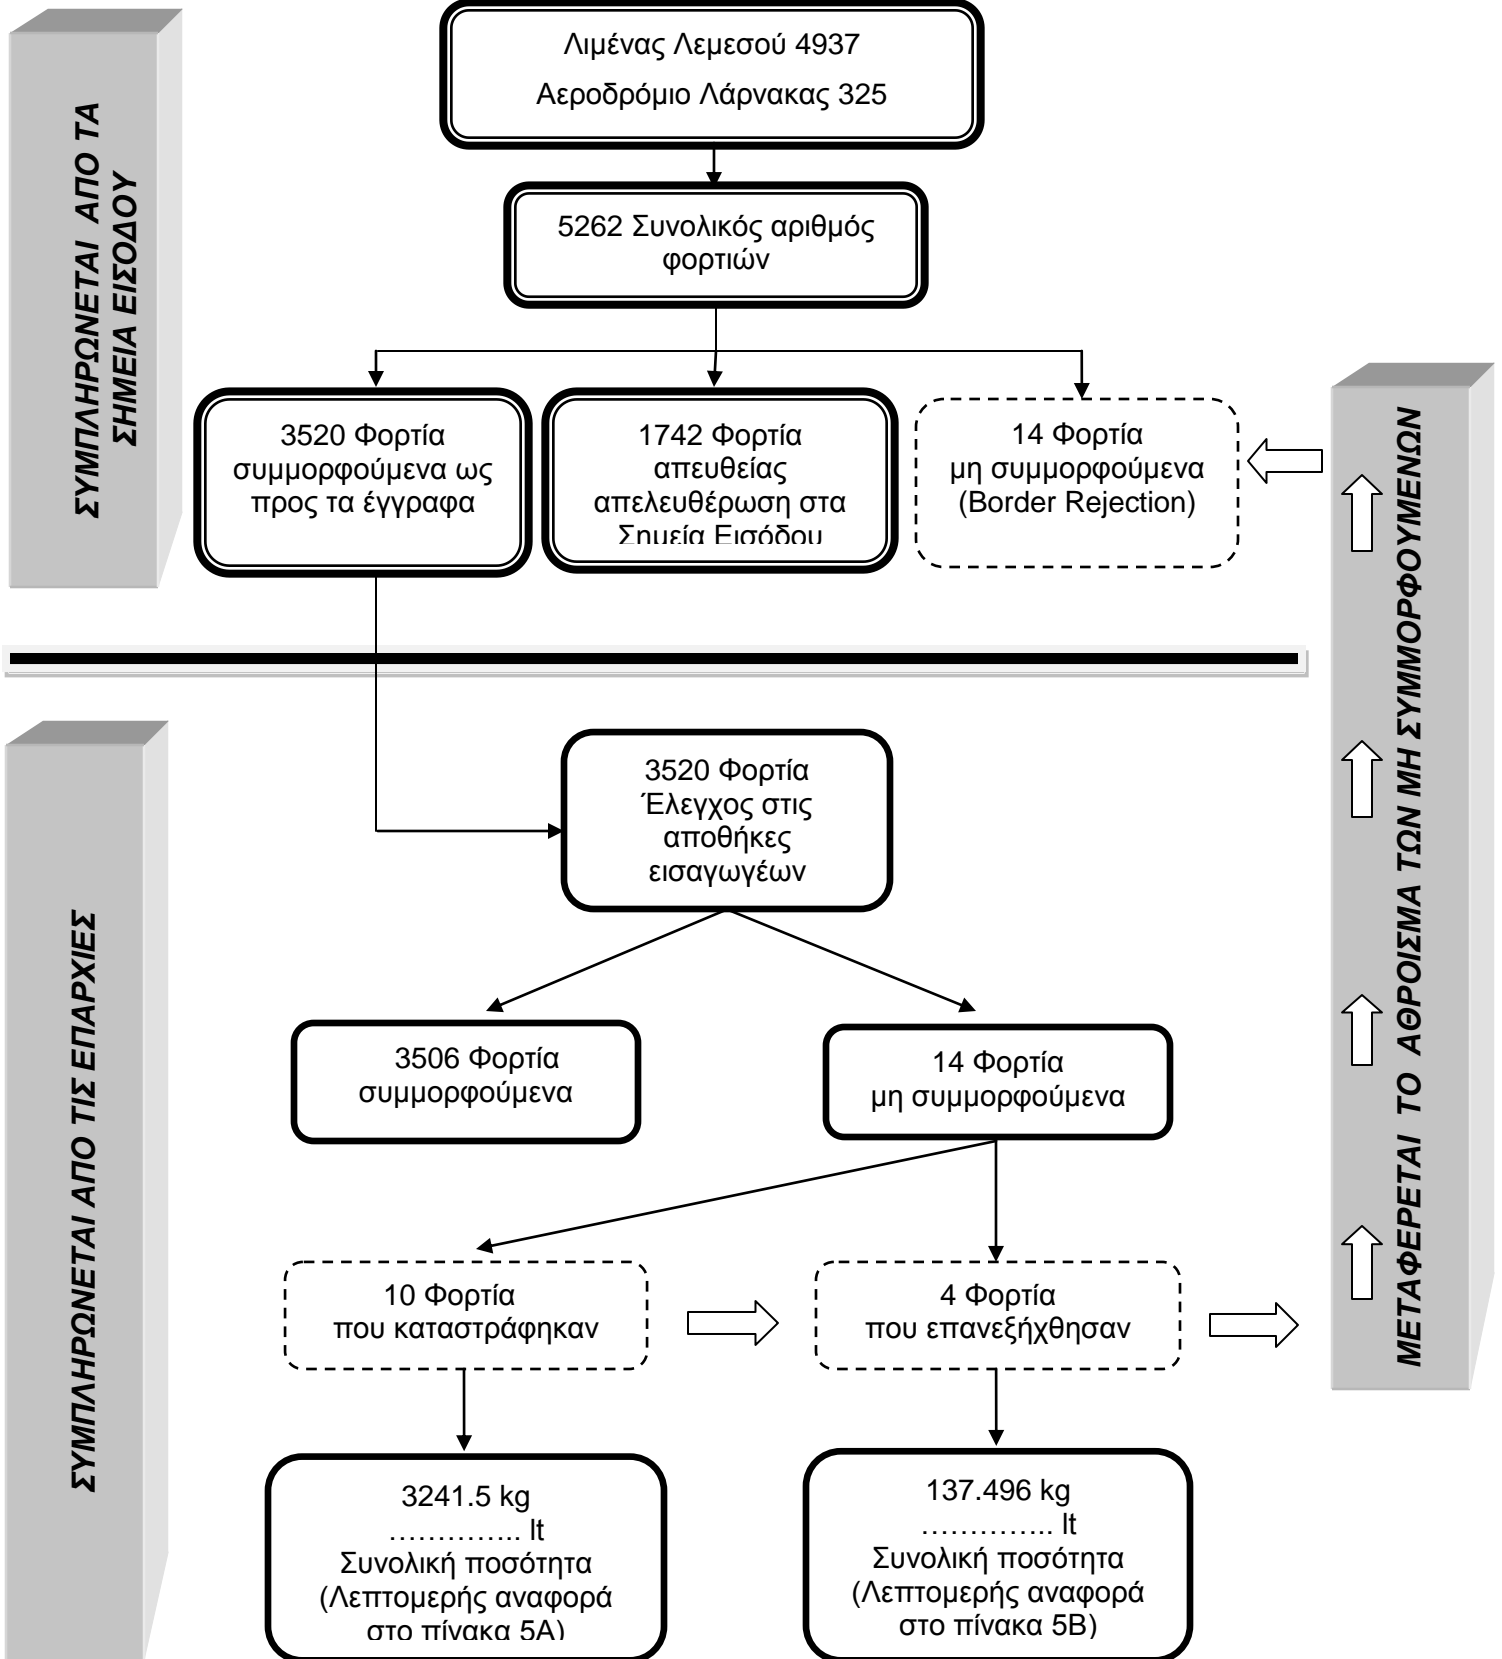 Λιμένας Λεμεσού 4937
Αεροδρόμιο Λάρνακας 325
5262 Συνολικός αριθμός
φορτιών
ΣΥΜΠΛΗΡΩΝΕΤΑΙ ΑΠΟ ΤΑ
ΣΗΜΕΙΑ ΕΙΣΟΔΟΥ
3520 Φορτία
συμμορφούμενα ως
προς τα έγγραφα
1742 Φορτία
απευθείας
απελευθέρωση στα
Σημεία Εισόδου
14 Φορτία
μη συμμορφούμενα
(Border Rejection)
ΜΕΤΑΦΕΡΕΤΑΙ ΤΟ ΑΘΡΟΙΣΜΑ ΤΩΝ ΜΗ ΣΥΜΜΟΡΦΟΥΜΕΝΩΝ
ΣΥΜΠΛΗΡΩΝΕΤΑΙ ΑΠΟ ΤΙΣ ΕΠΑΡΧΙΕΣ
3520 Φορτία
Έλεγχος στις
αποθήκες
εισαγωγέων
3506 Φορτία
συμμορφούμενα
14 Φορτία
μη συμμορφούμενα
10 Φορτία
που καταστράφηκαν
4 Φορτία
που επανεξήχθησαν
3241.5 kg
………….. lt
Συνολική ποσότητα
(Λεπτομερής αναφορά
στο πίνακα 5Α)
137.496 kg
………….. lt
Συνολική ποσότητα
(Λεπτομερής αναφορά
στο πίνακα 5Β)